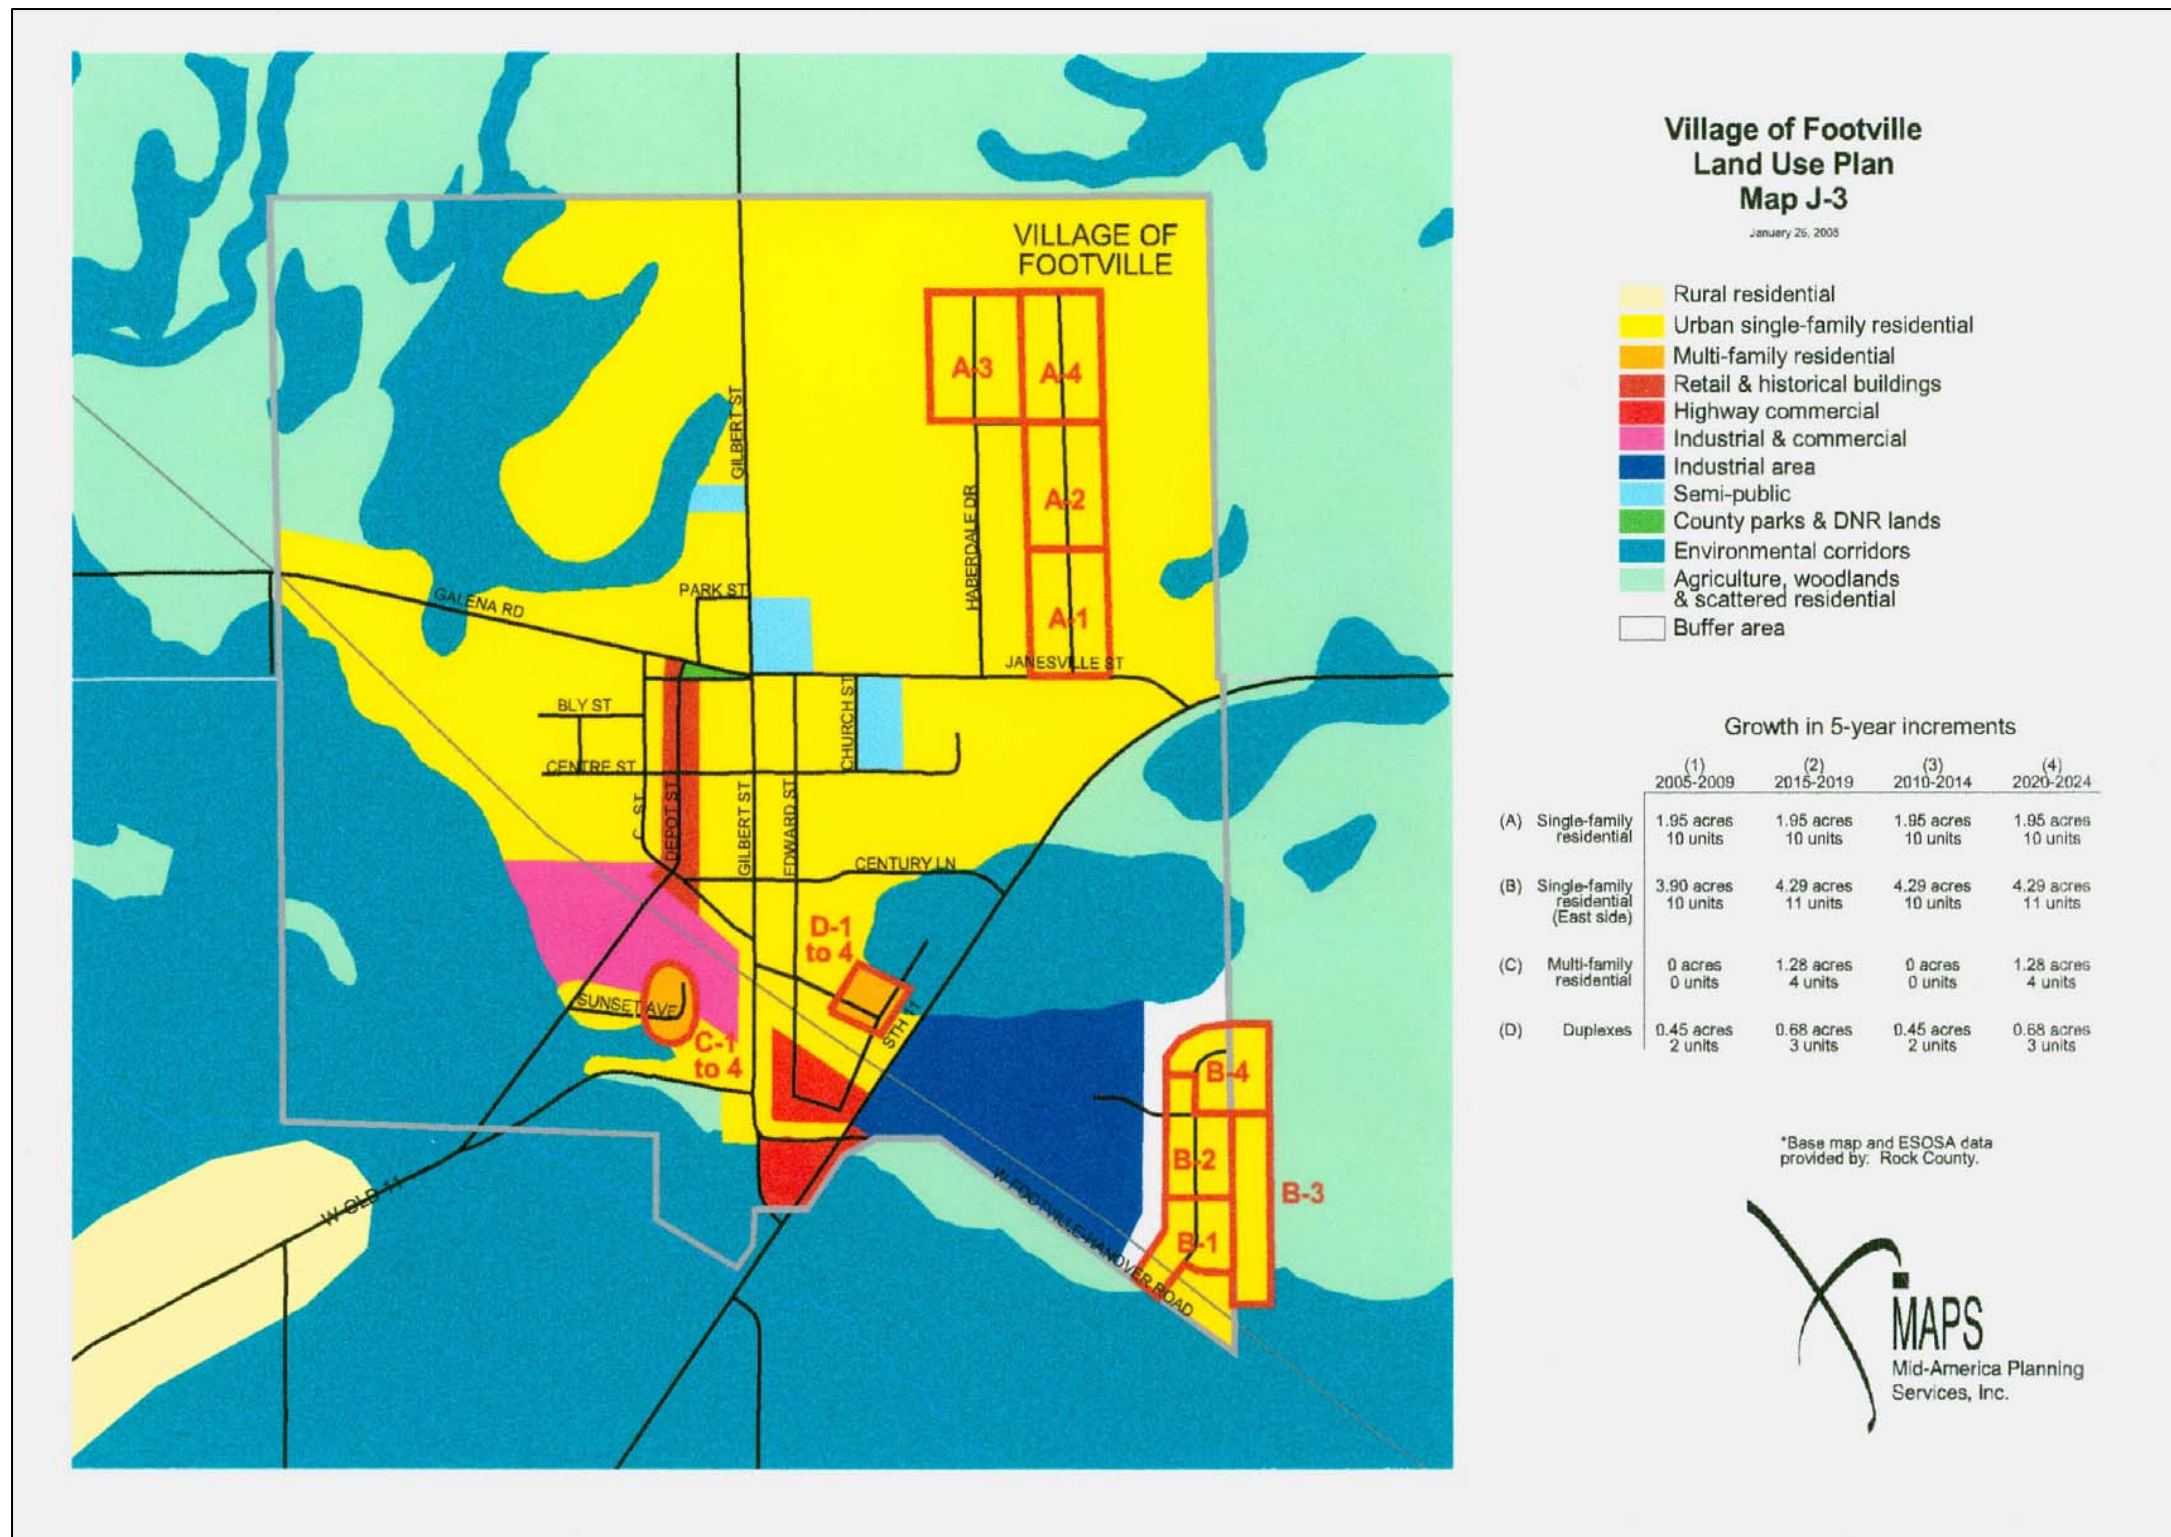 Village of Footville
Land Use Plan
Map J-3
January 26, 2005
VILLAGE OF
FOOTVILLE
A-3
A-4
A-2
A-1
GILBERT ST
HABERDALE DR
PARK ST
GALENA RD
JANESVILLE ST
BLY ST
CHURCH ST
CENTRE ST
C ST
DEPOT ST
GILBERT ST
EDWARD ST
CENTURY LN
D-1
to 4
SUNSET AVE
STH 11
C-1
to 4
B-4
B-2
B-3
B-1
W OLD 11
W FOOTVILLE-HANOVER ROAD
Rural residential
Urban single-family residential
Multi-family residential
Retail & historical buildings
Highway commercial
Industrial & commercial
Industrial area
Semi-public
County parks & DNR lands
Environmental corridors
Agriculture, woodlands
& scattered residential
Buffer area
Growth in 5-year increments
(1) (2) (3) (4)
2005-2009 2015-2019 2010-2014 2020-2024
(A) Single-family 1.95 acres 1.95 acres 1.95 acres 1.95 acres
residential 10 units 10 units 10 units 10 units
(B) Single-family 3.90 acres 4.29 acres 4.29 acres 4.29 acres
residential 10 units 11 units 10 units 11 units
(East side)
(C) Multi-family 0 acres 1.28 acres 0 acres 1.28 acres
residential 0 units 4 units 0 units 4 units
(D) Duplexes 0.45 acres 0.68 acres 0.45 acres 0.68 acres
2 units 3 units 2 units 3 units
*Base map and ESOSA data
provided by: Rock County.
MAPS
Mid-America Planning
Services, Inc.